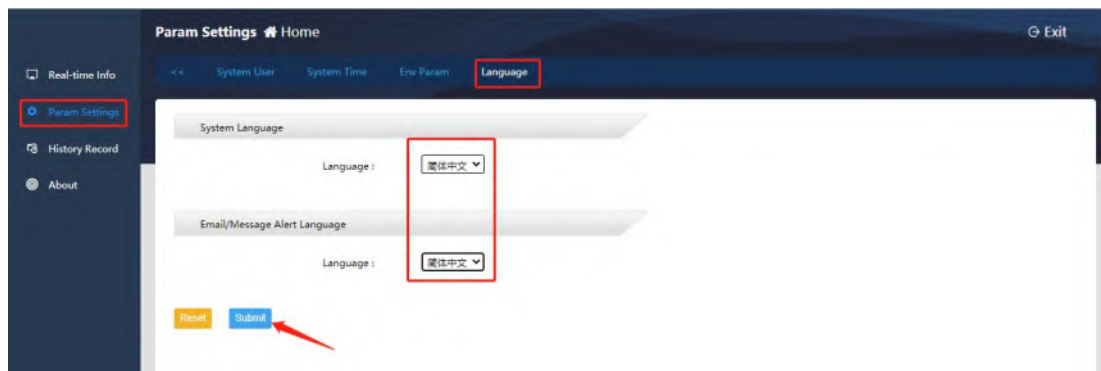 Param Settings Home
Exit
Real-time Info
Param Settings
History Record
About
<< System User System Time Env Param Language
System Language
Language : 简体中文
Email/Message Alert Language
Language : 简体中文
Reset Submit